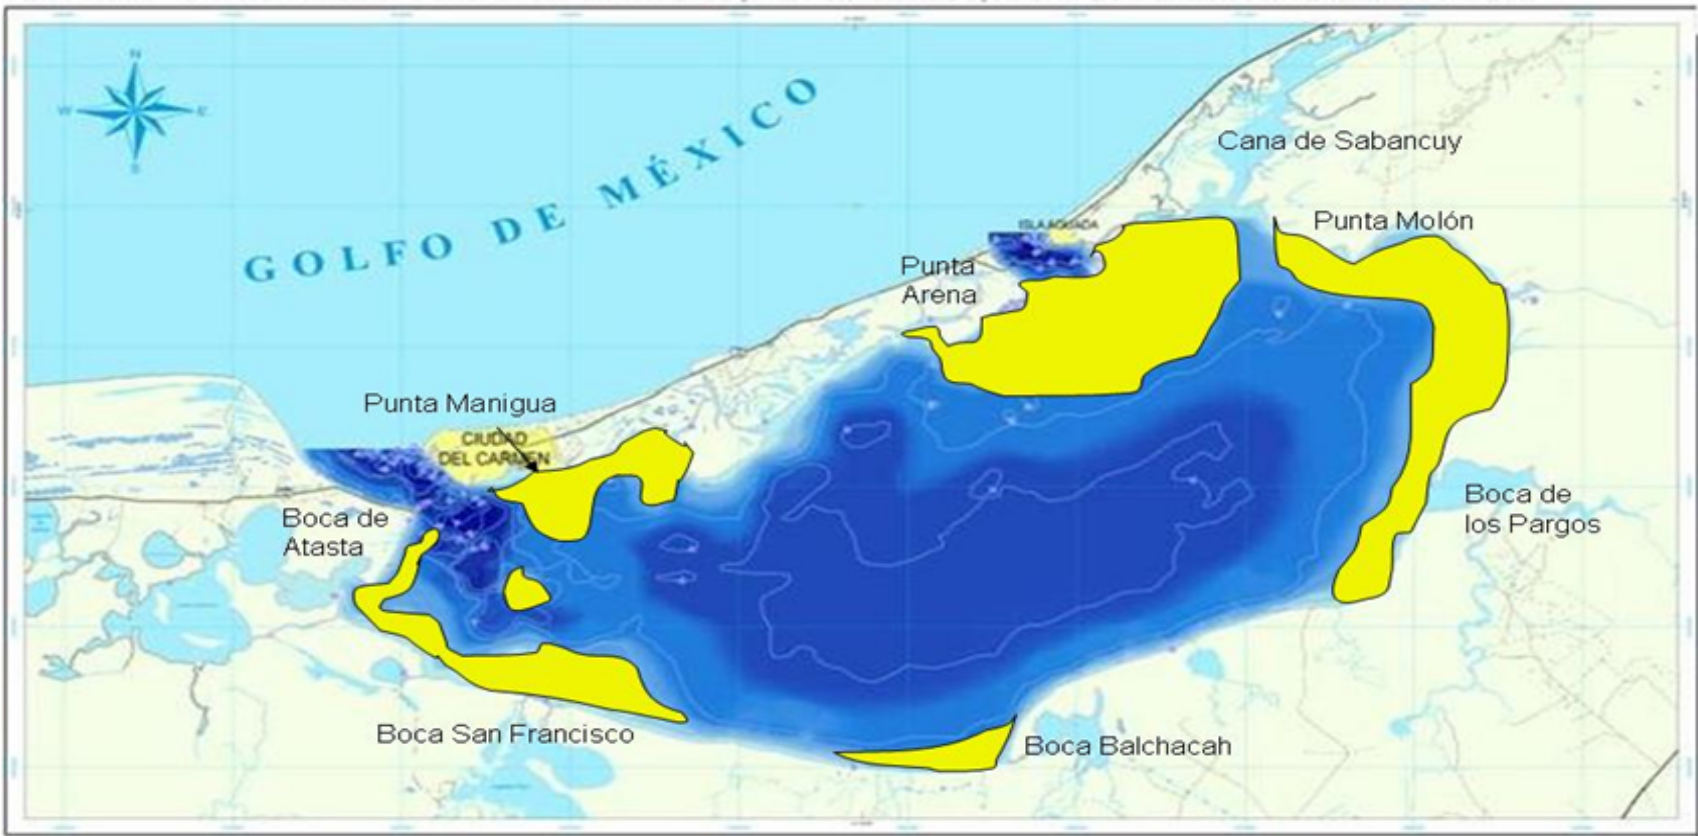 N
W
E
S
GOLFO DE MÉXICO
Cana de Sabancuy
Punta Molón
ISLA AGUADA
Punta
Arena
Punta Manigua
CIUDAD
DEL CARMEN
Boca de
Atasta
Boca de
los Pargos
Boca San Francisco
Boca Balchacah